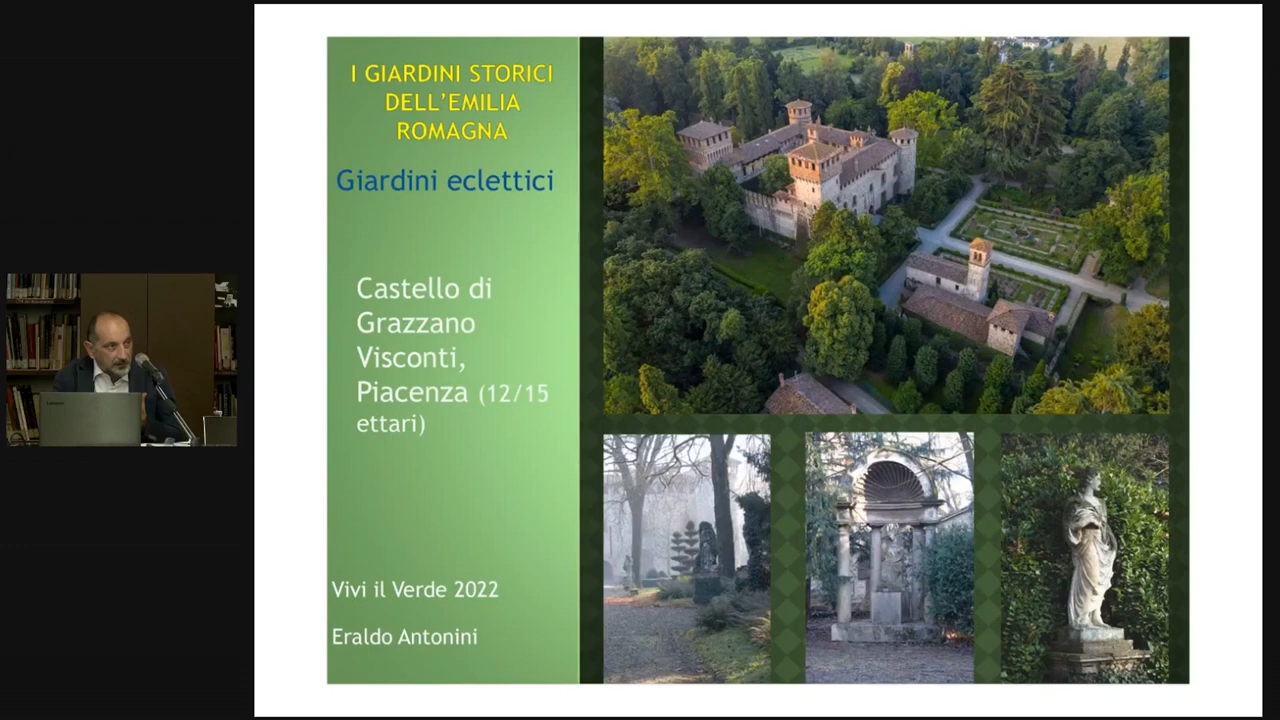 I GIARDINI STORICI
DELL'EMILIA
ROMAGNA
Giardini eclettici
Castello di
Grazzano
Visconti,
Piacenza (12/15
ettari)
Vivi il Verde 2022
Eraldo Antonini